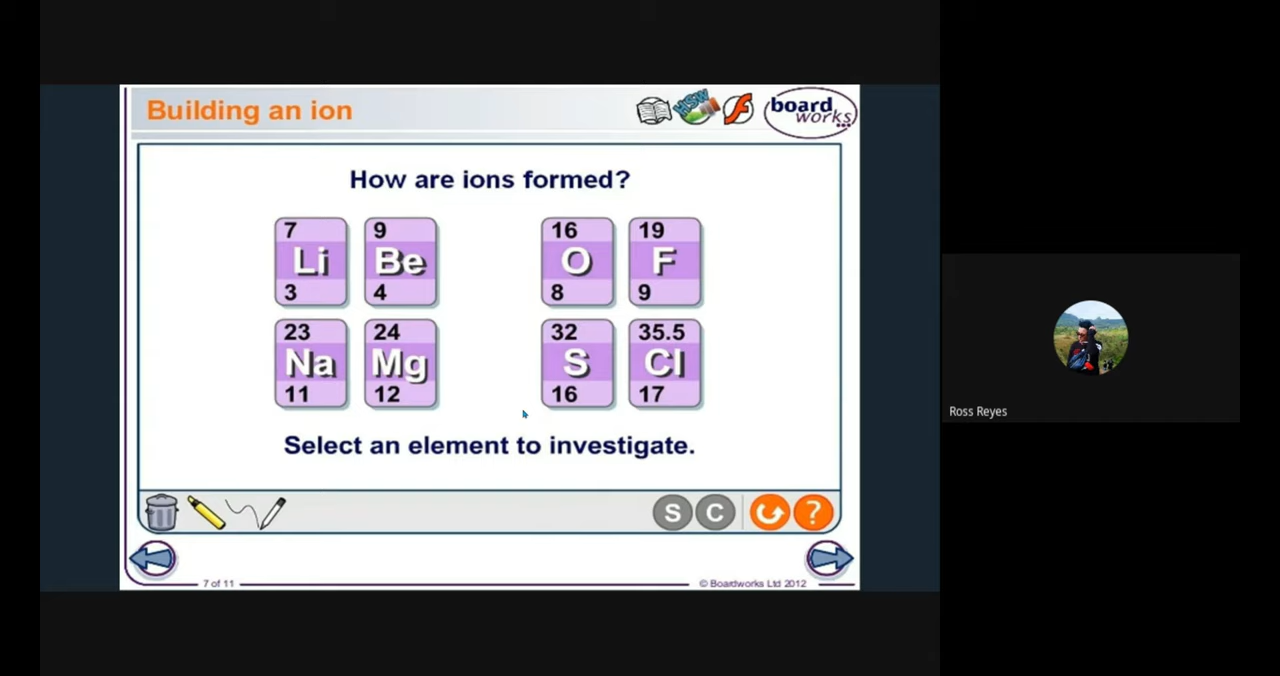 Building an ion
HSW
board
works
How are ions formed?
7
Li
3
9
Be
4
16
O
8
19
F
9
23
Na
11
24
Mg
12
32
S
16
35.5
Cl
17
Select an element to investigate.
S
C
?
7 of 11
© Boardworks Ltd 2012
Ross Reyes